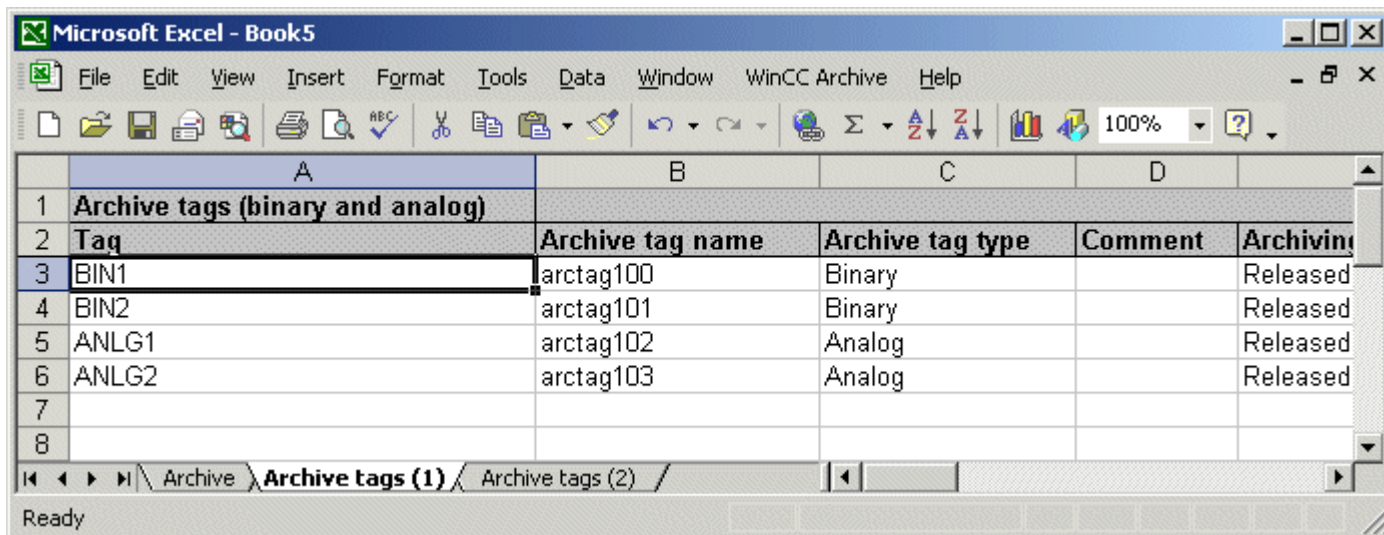 Microsoft Excel - Book5
File Edit View Insert Format Tools Data Window WinCC Archive Help
ABC Σ A Z Z A 100% ?
A B C D
1 Archive tags (binary and analog)
2 Tag Archive tag name Archive tag type Comment Archiving
3 BIN1 arctag100 Binary Released
4 BIN2 arctag101 Binary Released
5 ANLG1 arctag102 Analog Released
6 ANLG2 arctag103 Analog Released
7
8
Archive Archive tags (1) Archive tags (2)
Ready